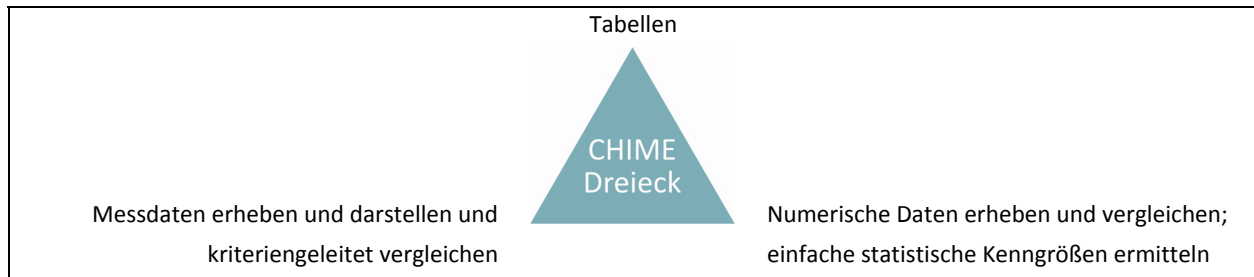 Tabellen
CHIME
Dreieck
Messdaten erheben und darstellen und
kriteriengeleitet vergleichen
Numerische Daten erheben und vergleichen;
einfache statistische Kenngrößen ermitteln